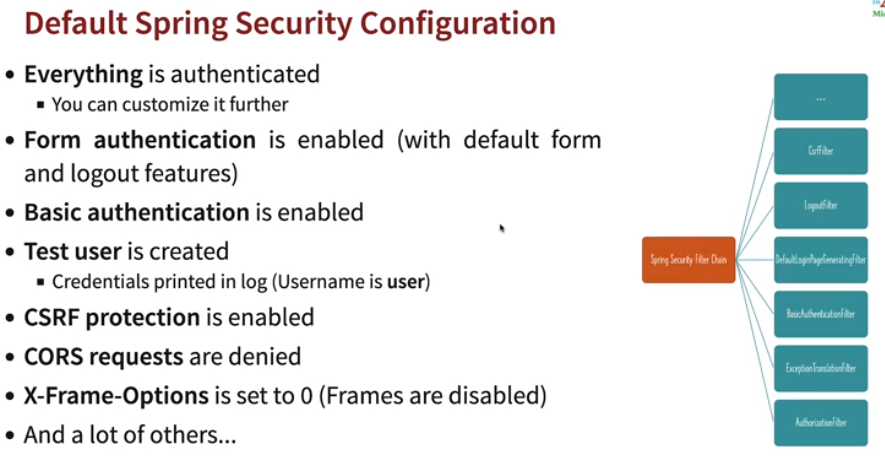 Default Spring Security Configuration
• Everything is authenticated
▪ You can customize it further
• Form authentication is enabled (with default form
and logout features)
• Basic authentication is enabled
• Test user is created
▪ Credentials printed in log (Username is user)
• CSRF protection is enabled
• CORS requests are denied
• X-Frame-Options is set to 0 (Frames are disabled)
• And a lot of others...
Spring Security Filter Chain
...
CsrfFilter
LogoutFilter
DefaultLoginPageGeneratingFilter
BasicAuthenticationFilter
ExceptionTranslationFilter
AuthorizationFilter